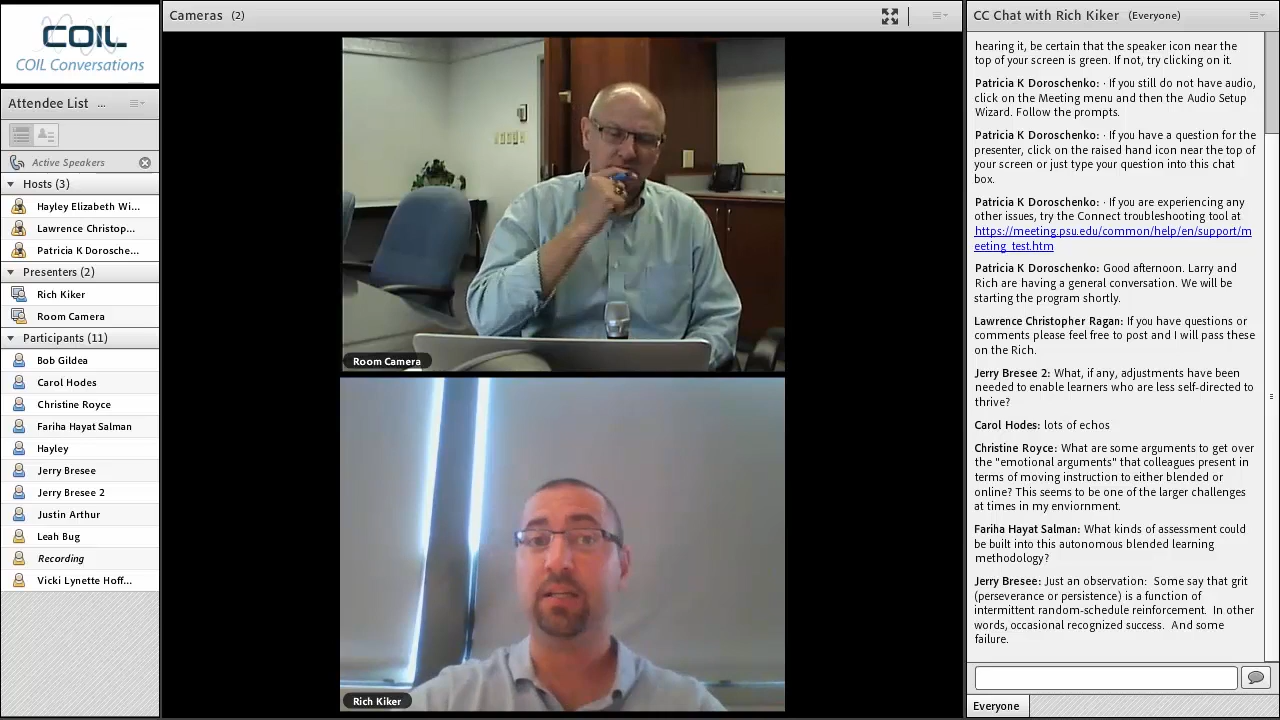 COIL
COIL Conversations
Attendee List ...
Active Speakers
Hosts (3)
Hayley Elizabeth Wi...
Lawrence Christop...
Patricia K Dorosche...
Presenters (2)
Rich Kiker
Room Camera
Participants (11)
Bob Gildea
Carol Hodes
Christine Royce
Fariha Hayat Salman
Hayley
Jerry Bresee
Jerry Bresee 2
Justin Arthur
Leah Bug
Recording
Vicki Lynette Hoff...
Cameras (2)
Room Camera
Rich Kiker
CC Chat with Rich Kiker (Everyone)
hearing it, be certain that the speaker icon near the
top of your screen is green. If not, try clicking on it.
Patricia K Doroschenko: · If you still do not have audio,
click on the Meeting menu and then the Audio Setup
Wizard. Follow the prompts.
Patricia K Doroschenko: · If you have a question for the
presenter, click on the raised hand icon near the top of
your screen or just type your question into this chat
box.
Patricia K Doroschenko: · If you are experiencing any
other issues, try the Connect troubleshooting tool at
https://meeting.psu.edu/common/help/en/support/m
eeting_test.htm
Patricia K Doroschenko: Good afternoon. Larry and
Rich are having a general conversation. We will be
starting the program shortly.
Lawrence Christopher Ragan: If you have questions or
comments please feel free to post and I will pass these
on the Rich.
Jerry Bresee 2: What, if any, adjustments have been
needed to enable learners who are less self-directed to
thrive?
Carol Hodes: lots of echos
Christine Royce: What are some arguments to get over
the "emotional arguments" that colleagues present in
terms of moving instruction to either blended or
online? This seems to be one of the larger challenges
at times in my enviornment.
Fariha Hayat Salman: What kinds of assessment could
be built into this autonomous blended learning
methodology?
Jerry Bresee: Just an observation: Some say that grit
(perseverance or persistence) is a function of
intermittent random-schedule reinforcement. In other
words, occasional recognized success. And some
failure.
Everyone